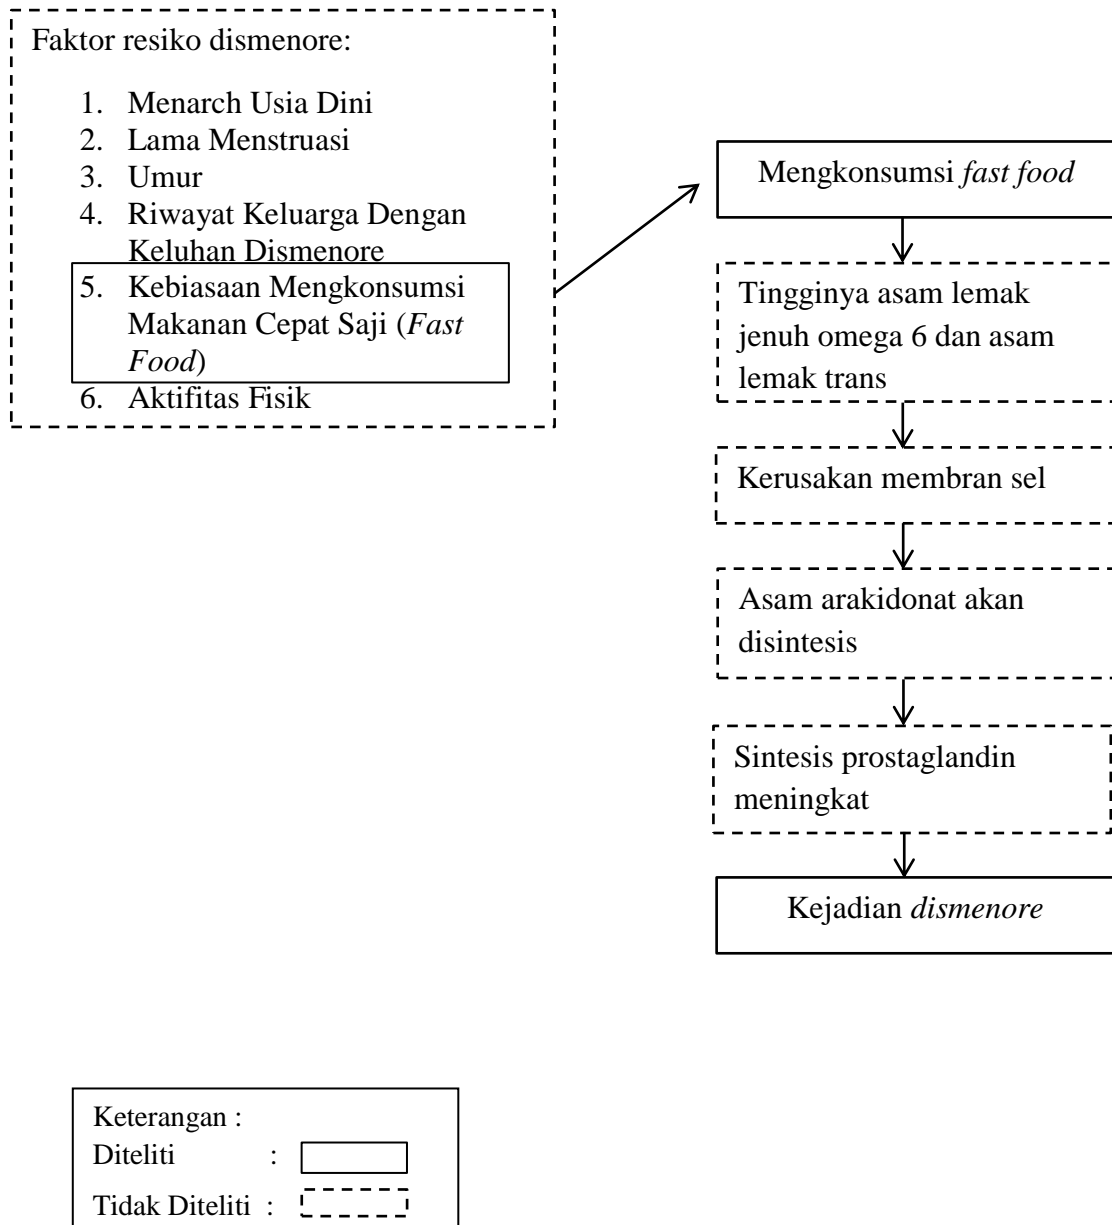 Faktor resiko dismenore:
1. Menarch Usia Dini
2. Lama Menstruasi
3. Umur
4. Riwayat Keluarga Dengan
Keluhan Dismenore
5. Kebiasaan Mengkonsumsi
Makanan Cepat Saji (Fast
Food)
6. Aktifitas Fisik
Mengkonsumsi fast food
Tingginya asam lemak
jenuh omega 6 dan asam
lemak trans
Kerusakan membran sel
Asam arakidonat akan
disintesis
Sintesis prostaglandin
meningkat
Kejadian dismenore
Keterangan :
Diteliti :
Tidak Diteliti :